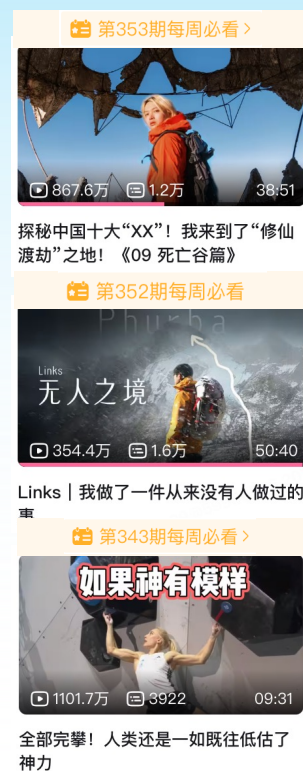 第353期每周必看 >
867.6万 1.2万 38:51
探秘中国十大“XX”！我来到了“修仙
渡劫”之地！《09 死亡谷篇》
第352期每周必看
Phurba
Links
无人之境
354.4万 1.6万 50:40
Links｜我做了一件从来没有人做过的
事
第343期每周必看 >
如果神有模样
1101.7万 3922 09:31
全部完攀！人类还是一如既往低估了
神力